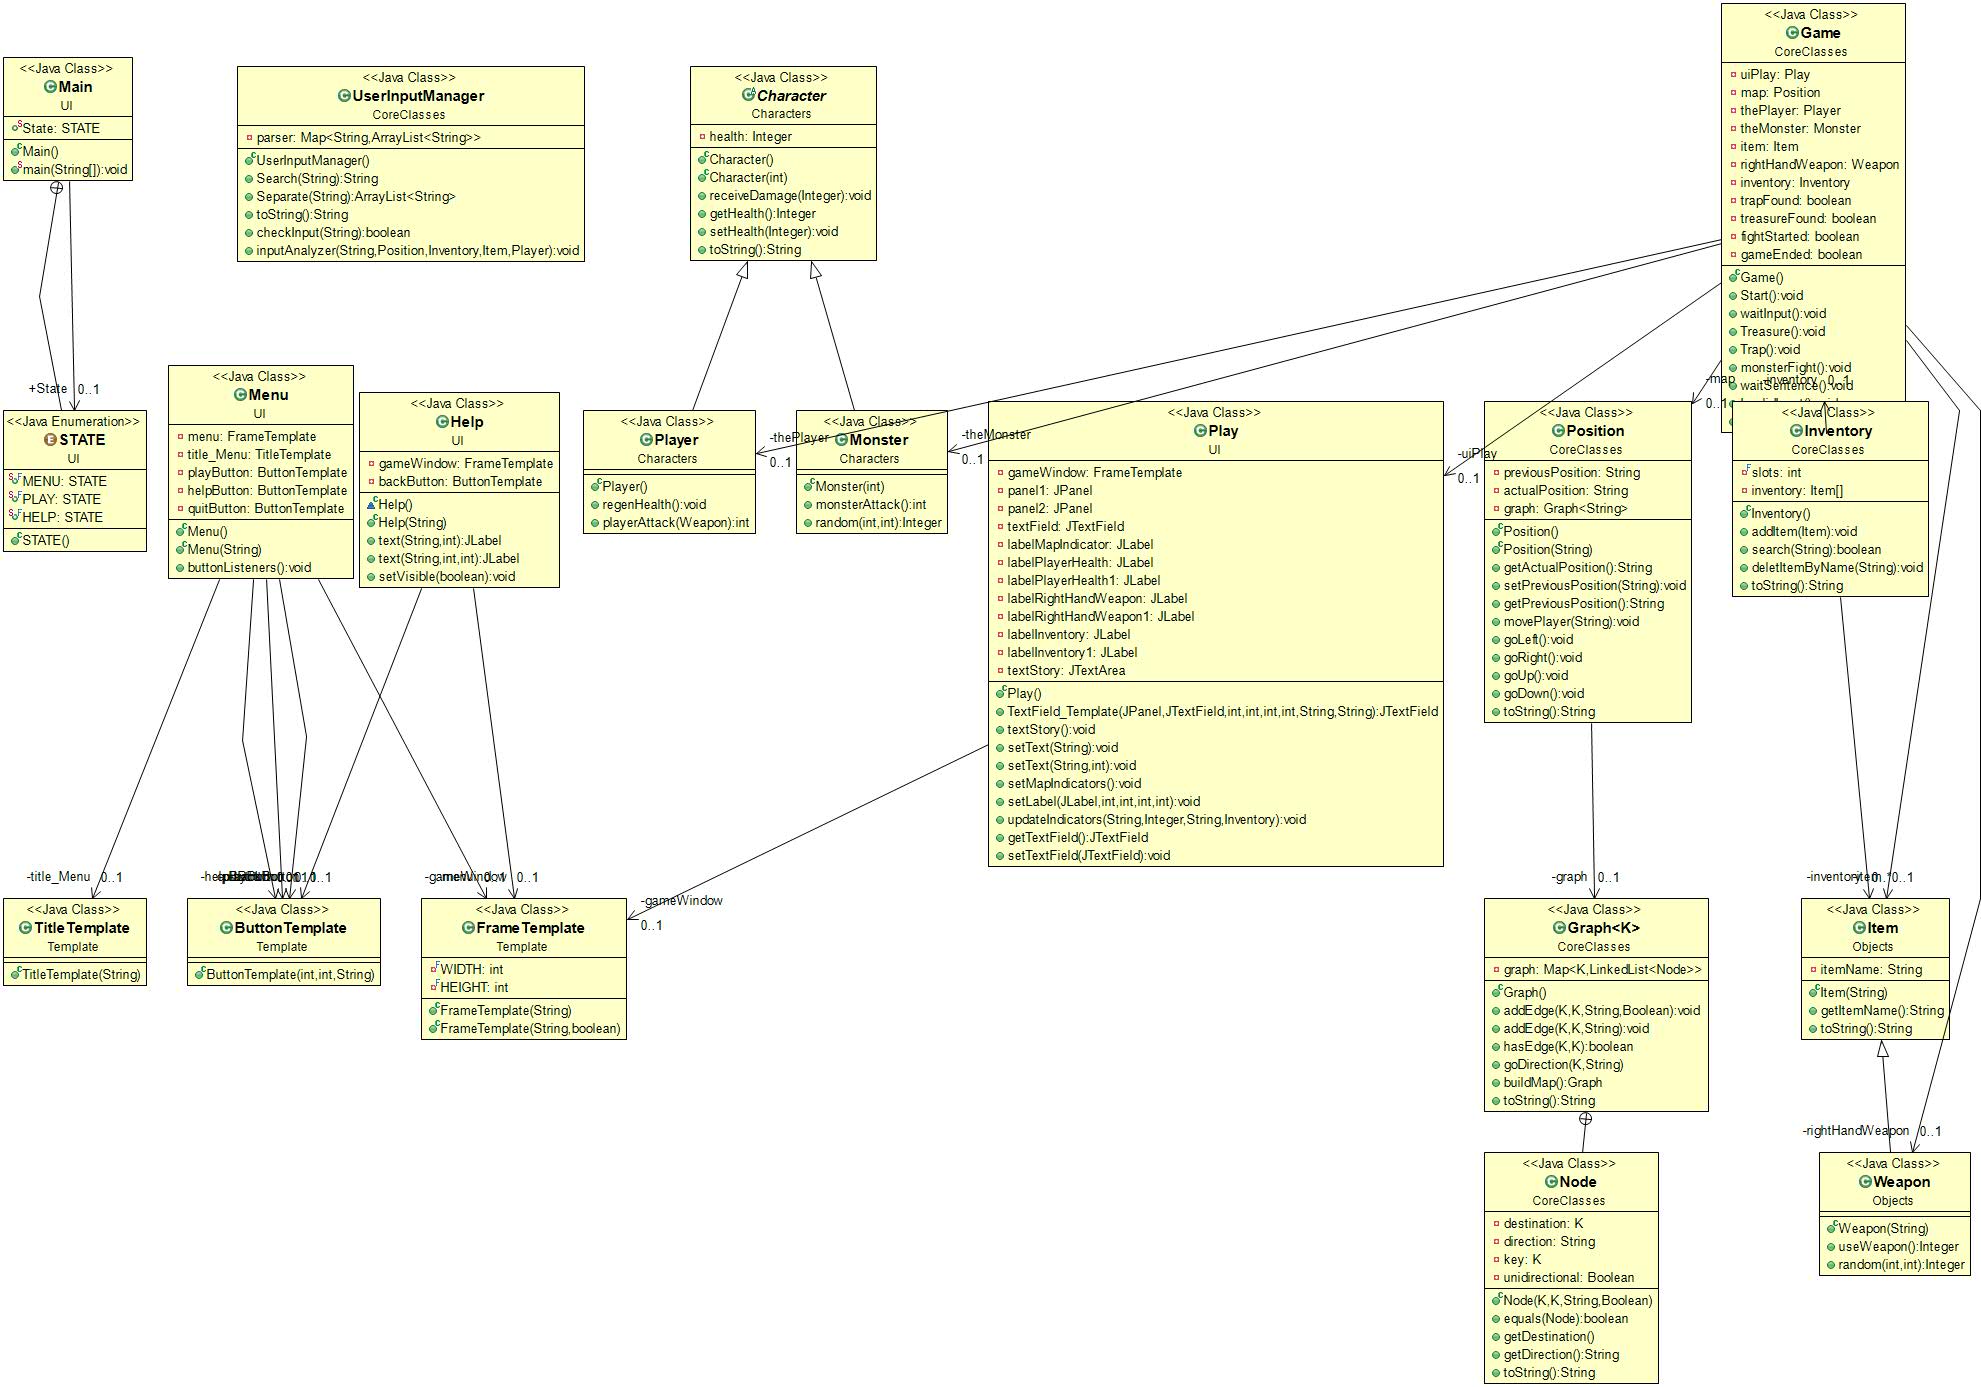 <<Java Class>>
Main
UI
State: STATE
Main()
main(String[]):void
<<Java Class>>
UserInputManager
CoreClasses
parser: Map<String,ArrayList<String>>
UserInputManager()
Search(String):String
Separate(String):ArrayList<String>
toString():String
checkInput(String):boolean
inputAnalyzer(String,Position,Inventory,Item,Player):void
<<Java Class>>
Character
Characters
health: Integer
Character()
Character(int)
receiveDamage(Integer):void
getHealth():Integer
setHealth(Integer):void
toString():String
<<Java Class>>
Game
CoreClasses
uiPlay: Play
map: Position
thePlayer: Player
theMonster: Monster
item: Item
rightHandWeapon: Weapon
inventory: Inventory
trapFound: boolean
treasureFound: boolean
fightStarted: boolean
gameEnded: boolean
Game()
Start():void
waitInput():void
Treasure():void
Trap():void
monsterFight():void
waitSentence():void
+State 0..1
<<Java Enumeration>>
STATE
UI
MENU: STATE
PLAY: STATE
HELP: STATE
STATE()
<<Java Class>>
Menu
UI
menu: FrameTemplate
title_Menu: TitleTemplate
playButton: ButtonTemplate
helpButton: ButtonTemplate
quitButton: ButtonTemplate
Menu()
Menu(String)
buttonListeners():void
<<Java Class>>
Help
UI
gameWindow: FrameTemplate
backButton: ButtonTemplate
Help()
Help(String)
text(String,int):JLabel
text(String,int,int):JLabel
setVisible(boolean):void
<<Java Class>>
Player
Characters
Player()
regenHealth():void
playerAttack(Weapon):int
-thePlayer
0..1
<<Java Class>>
Monster
Characters
Monster(int)
monsterAttack():int
random(int,int):Integer
-theMonster
0..1
<<Java Class>>
Play
UI
gameWindow: FrameTemplate
panel1: JPanel
panel2: JPanel
textField: JTextField
labelMapIndicator: JLabel
labelPlayerHealth: JLabel
labelPlayerHealth1: JLabel
labelRightHandWeapon: JLabel
labelRightHandWeapon1: JLabel
labelInventory: JLabel
labelInventory1: JLabel
textStory: JTextArea
Play()
TextField_Template(JPanel,JTextField,int,int,int,int,String,String):JTextField
textStory():void
setText(String):void
setText(String,int):void
setMapIndicators():void
setLabel(JLabel,int,int,int,int):void
updateIndicators(String,Integer,String,Inventory):void
getTextField():JTextField
setTextField(JTextField):void
-uiPlay
0..1
-map
0..1
<<Java Class>>
Position
CoreClasses
previousPosition: String
actualPosition: String
graph: Graph<String>
Position()
Position(String)
getActualPosition():String
setPreviousPosition(String):void
getPreviousPosition():String
movePlayer(String):void
goLeft():void
goRight():void
goUp():void
goDown():void
toString():String
-inventory 0..1
<<Java Class>>
Inventory
CoreClasses
slots: int
inventory: Item[]
Inventory()
addItem(Item):void
search(String):boolean
deletItemByName(String):void
toString():String
-title_Menu 0..1
<<Java Class>>
TitleTemplate
Template
TitleTemplate(String)
0..1
<<Java Class>>
ButtonTemplate
Template
ButtonTemplate(int,int,String)
-gameWindow 0..1
<<Java Class>>
FrameTemplate
Template
WIDTH: int
HEIGHT: int
FrameTemplate(String)
FrameTemplate(String,boolean)
-gameWindow
0..1
-graph 0..1
<<Java Class>>
Graph<K>
CoreClasses
graph: Map<K,LinkedList<Node>>
Graph()
addEdge(K,K,String,Boolean):void
addEdge(K,K,String):void
hasEdge(K,K):boolean
goDirection(K,String)
buildMap():Graph
toString():String
-inventory 0..1
<<Java Class>>
Item
Objects
itemName: String
Item(String)
getItemName():String
toString():String
-rightHandWeapon 0..1
<<Java Class>>
Node
CoreClasses
destination: K
direction: String
key: K
unidirectional: Boolean
Node(K,K,String,Boolean)
equals(Node):boolean
getDestination()
getDirection():String
toString():String
<<Java Class>>
Weapon
Objects
Weapon(String)
useWeapon():Integer
random(int,int):Integer